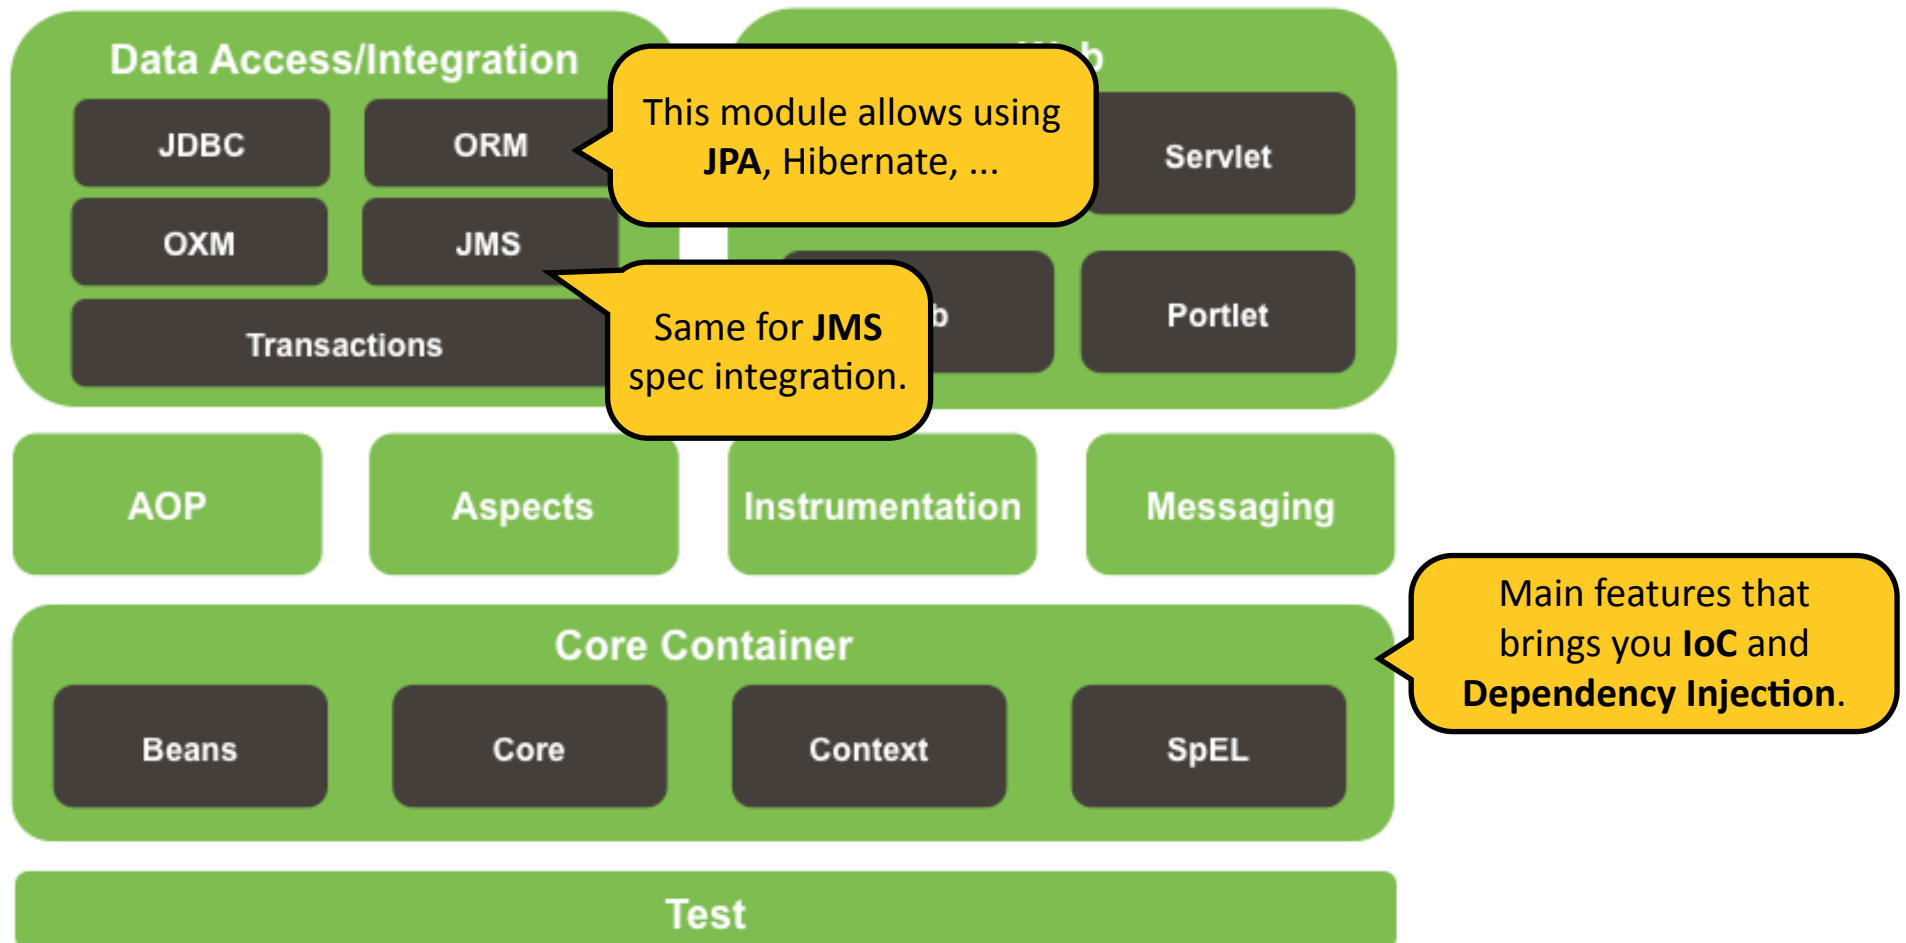 Data Access/Integration
JDBC
ORM
OXM
JMS
Transactions
This module allows using
JPA, Hibernate, ...
Same for JMS
spec integration.
Servlet
Portlet
AOP
Aspects
Instrumentation
Messaging
Core Container
Beans
Core
Context
SpEL
Main features that
brings you IoC and
Dependency Injection.
Test